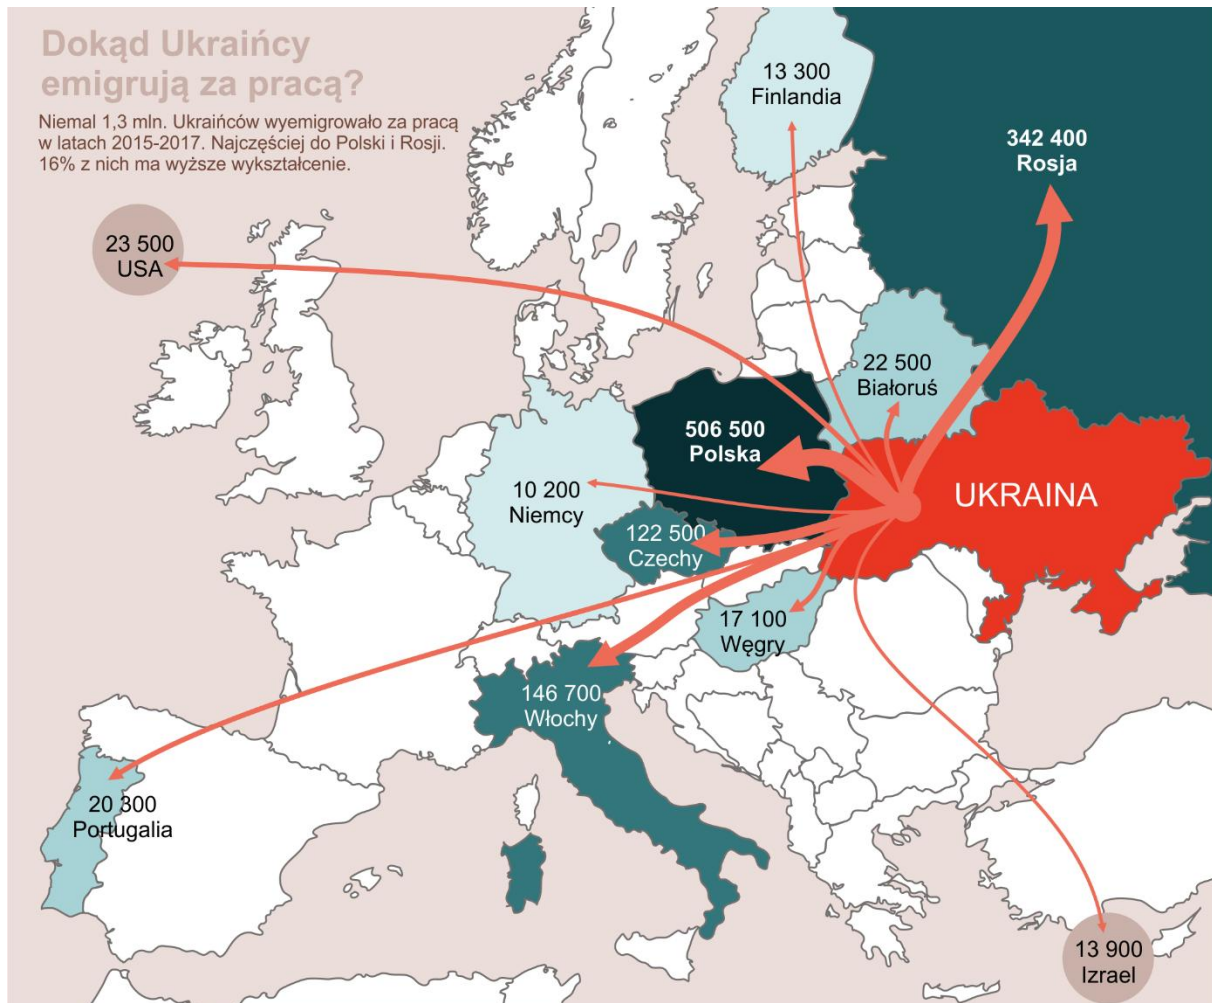 Dokąd Ukraińcy
emigrują za pracą?
Niemal 1,3 mln. Ukraińców wyemigrowało za pracą
w latach 2015-2017. Najczęściej do Polski i Rosji.
16% z nich ma wyższe wykształcenie.
13 300
Finlandia
342 400
Rosja
23 500
USA
22 500
Białoruś
506 500
Polska
10 200
Niemcy
UKRAINA
122 500
Czechy
17 100
Węgry
146 700
Włochy
20 300
Portugalia
13 900
Izrael